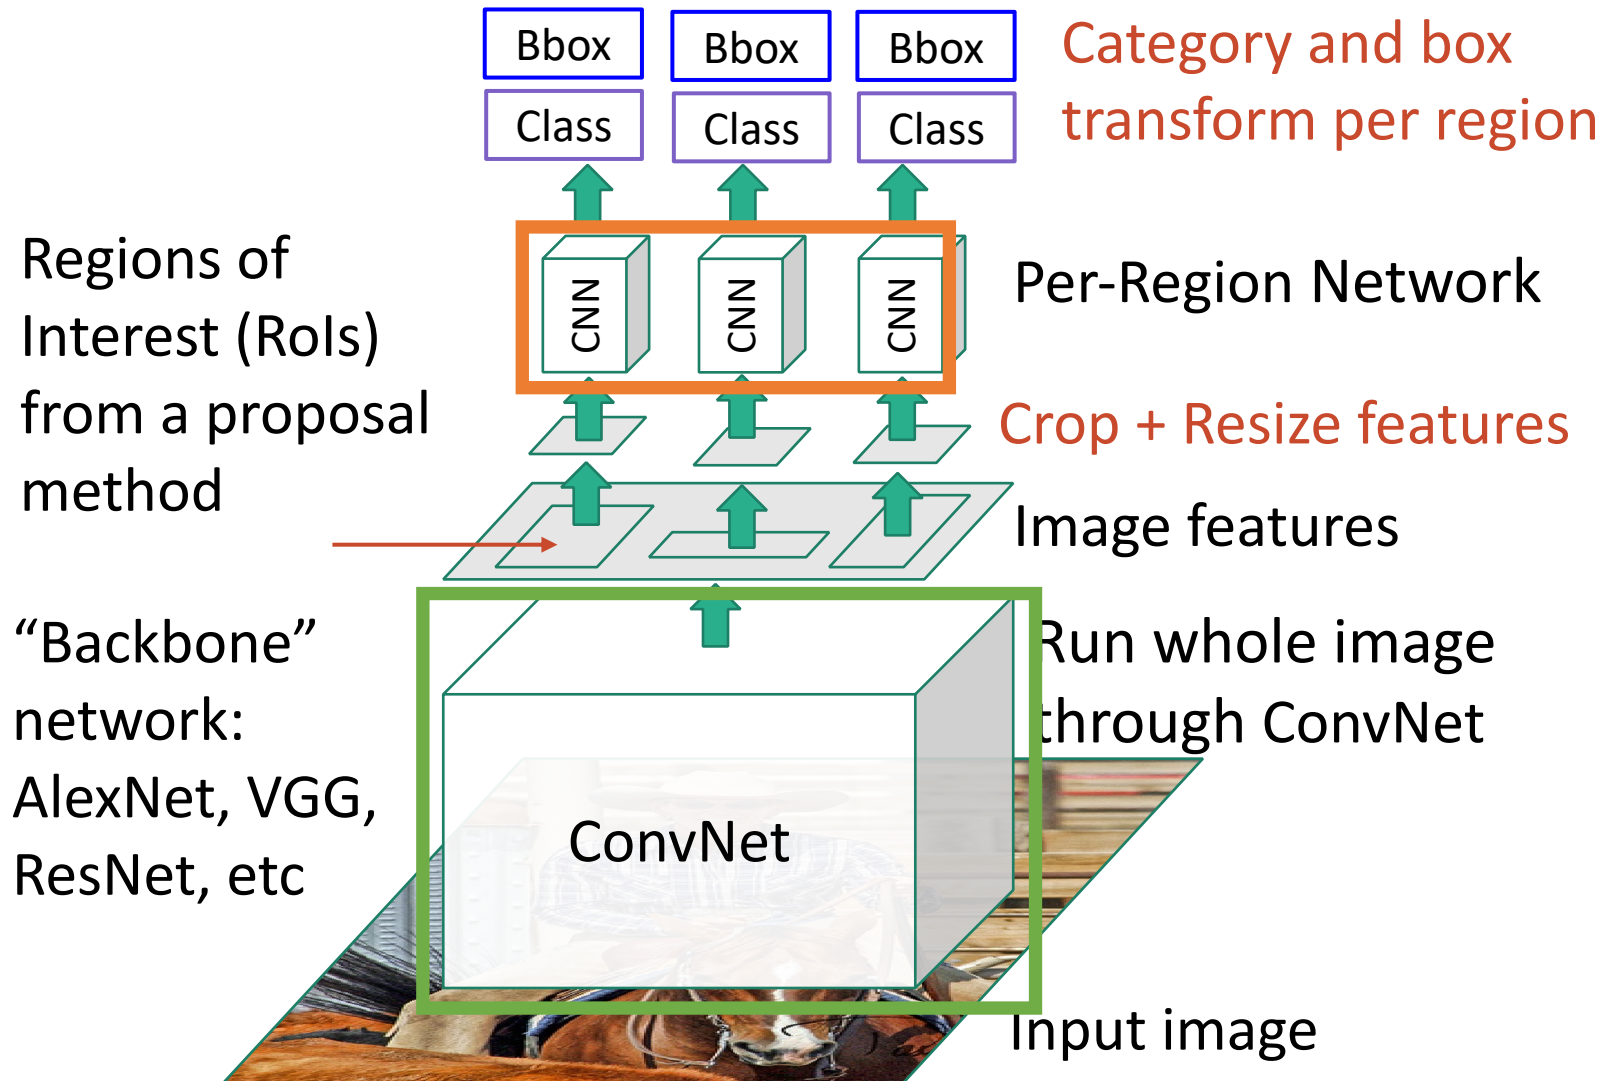 Bbox Bbox Bbox
Category and box
transform per region
Class Class Class
Regions of
Interest (RoIs)
from a proposal
method
CNN CNN CNN
Per-Region Network
Crop + Resize features
Image features
“Backbone”
network:
AlexNet, VGG,
ResNet, etc
Run whole image
through ConvNet
ConvNet
Input image